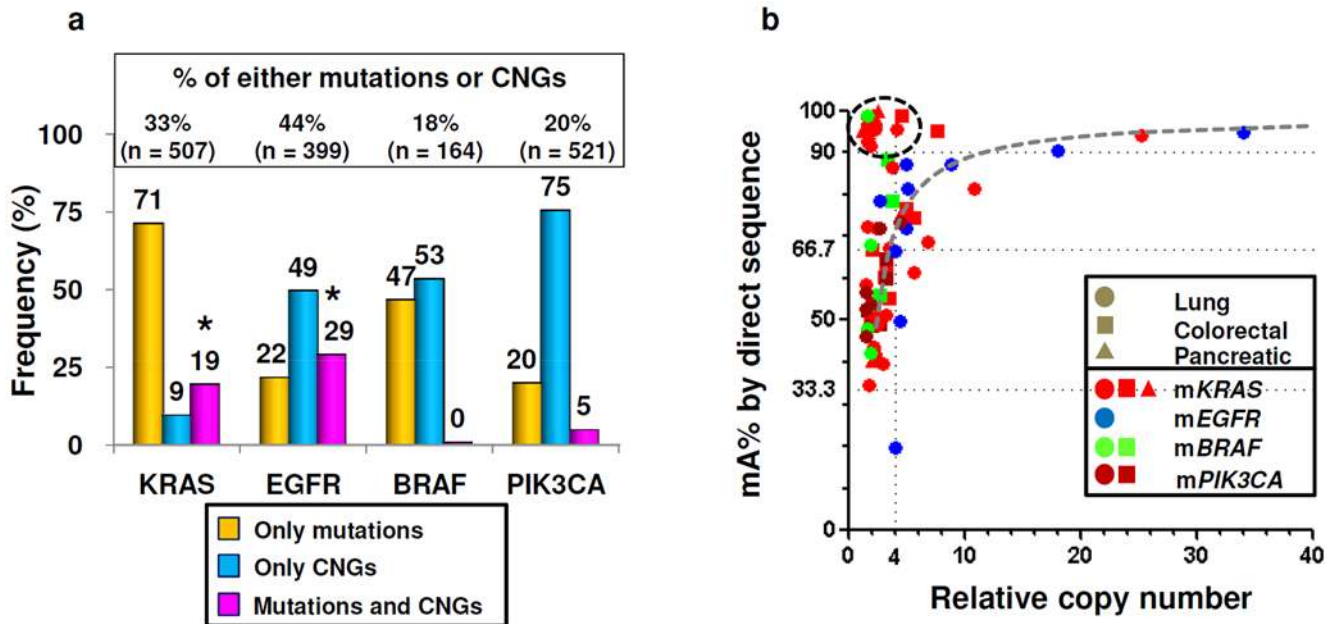 a
% of either mutations or CNGs
33% 44% 18% 20%
(n = 507) (n = 399) (n = 164) (n = 521)
Frequency (%)
100
75
50
25
0
71
9
*
19
22
49
*
29
47
53
0
20
75
5
KRAS EGFR BRAF PIK3CA
Only mutations
Only CNGs
Mutations and CNGs
b
mA% by direct sequence
100
90
66.7
50
33.3
0
0 4 10 20 30 40
Relative copy number
Lung
Colorectal
Pancreatic
mKRAS
mEGFR
mBRAF
mPIK3CA